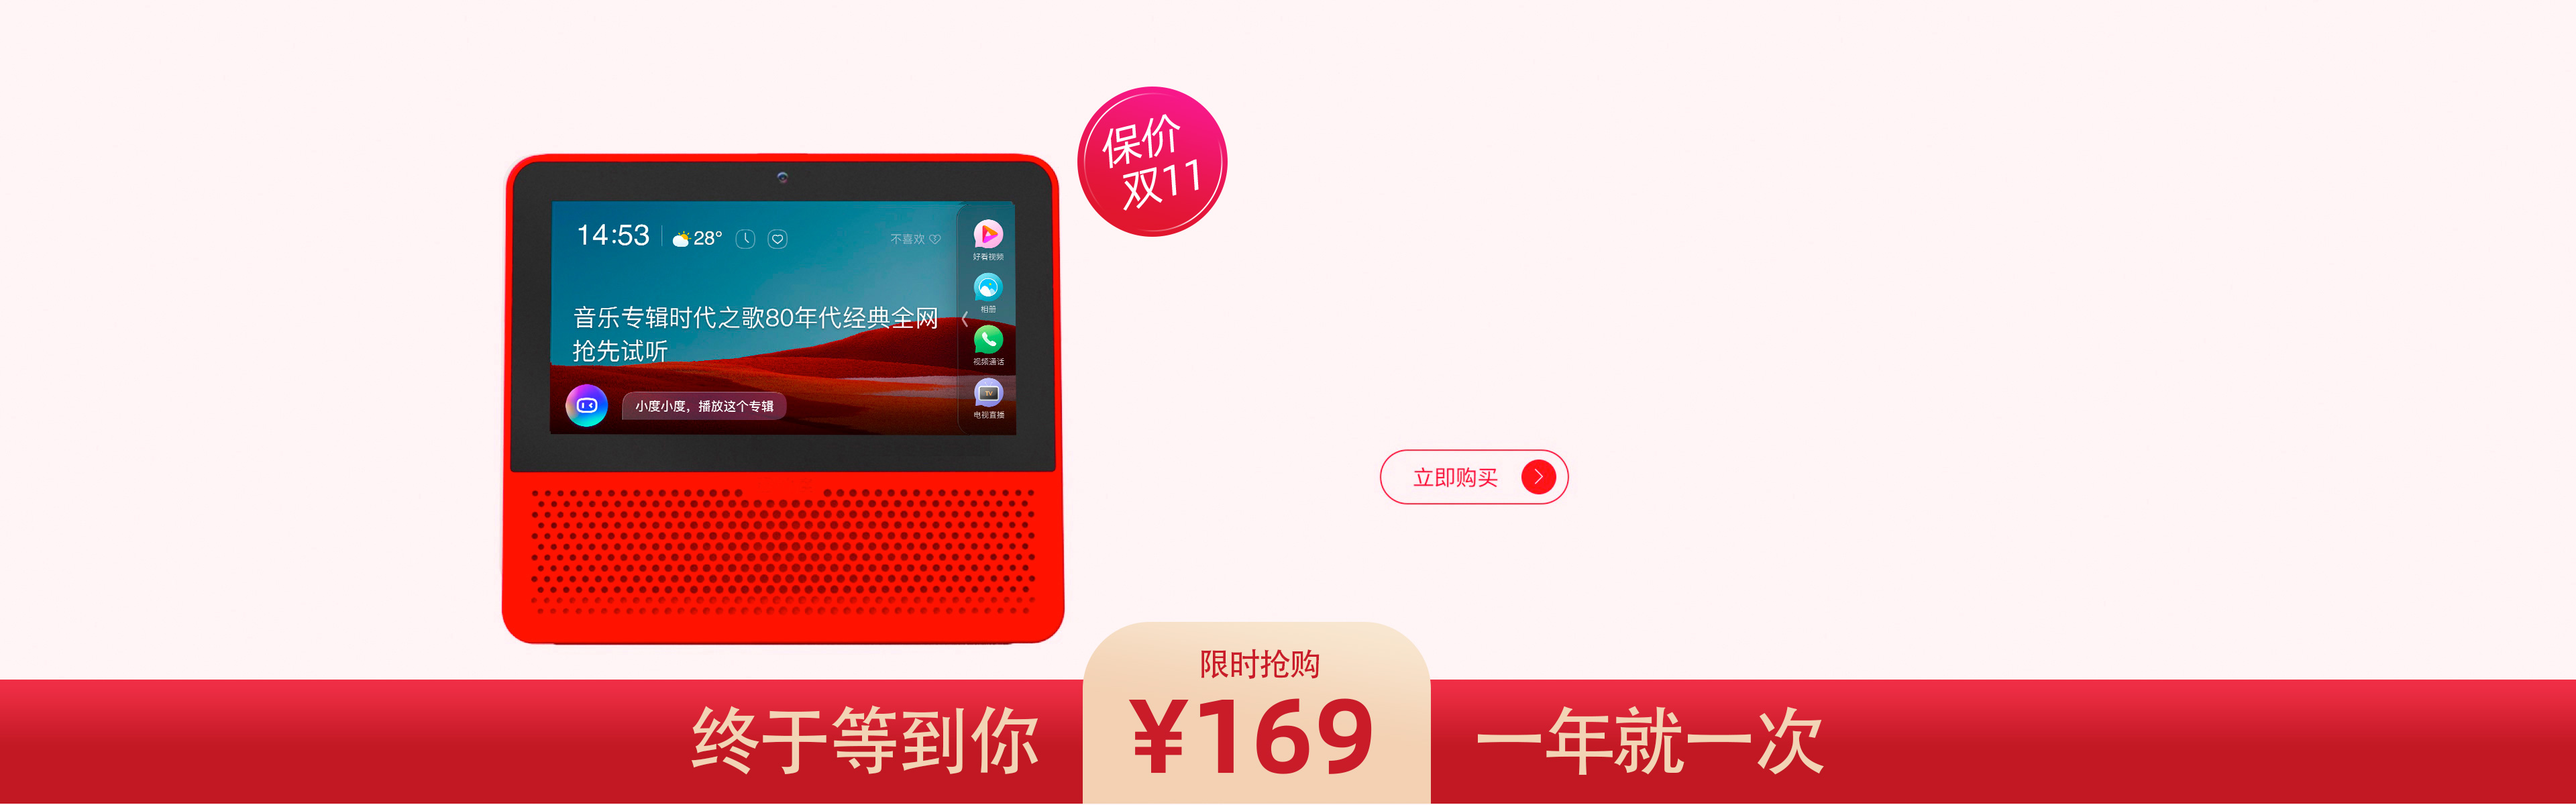 保价
双11
14:53 28° 不喜欢
好看视频
相册
音乐专辑时代之歌80年代经典全网
抢先试听
视频通话
TV
电视直播
小度小度，播放这个专辑
立即购买 >
限时抢购
终于等到你 ¥169 一年就一次